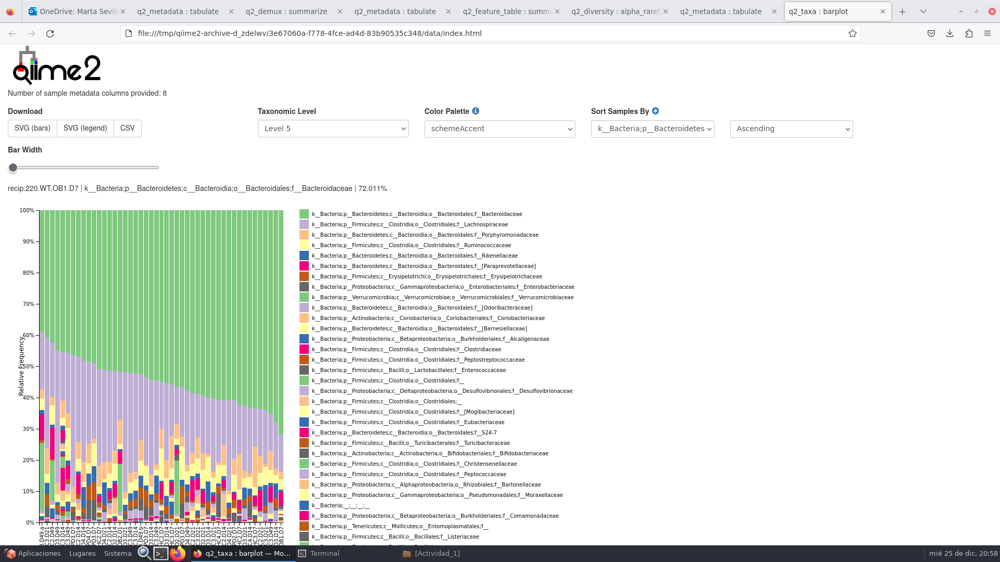 OneDrive: Marta Sevill
q2_metadata : tabulate
q2_demux : summarize
q2_metadata : tabulate
q2_feature_table : summa
q2_diversity : alpha_raref
q2_metadata : tabulate
q2_taxa : barplot
file:///tmp/qiime2-archive-d_zdelwv/3e67060a-f778-4fce-ad4d-83b90535c348/data/index.html
qiime2
Number of sample metadata columns provided: 8
Download
Taxonomic Level
Color Palette
Sort Samples By
SVG (bars)
SVG (legend)
CSV
Level 5
schemeAccent
k__Bacteria;p__Bacteroidetes
Ascending
Bar Width
recip.220.WT.OB1.D7 | k__Bacteria;p__Bacteroidetes;c__Bacteroidia;o__Bacteroidales;f__Bacteroidaceae | 72.011%
100%
90%
80%
70%
60%
50%
40%
30%
20%
10%
0%
Relative Frequency
k__Bacteria;p__Bacteroidetes;c__Bacteroidia;o__Bacteroidales;f__Bacteroidaceae
k__Bacteria;p__Firmicutes;c__Clostridia;o__Clostridiales;f__Lachnospiraceae
k__Bacteria;p__Bacteroidetes;c__Bacteroidia;o__Bacteroidales;f__Porphyromonadaceae
k__Bacteria;p__Firmicutes;c__Clostridia;o__Clostridiales;f__Ruminococcaceae
k__Bacteria;p__Bacteroidetes;c__Bacteroidia;o__Bacteroidales;f__Rikenellaceae
k__Bacteria;p__Bacteroidetes;c__Bacteroidia;o__Bacteroidales;f__[Paraprevotellaceae]
k__Bacteria;p__Firmicutes;c__Erysipelotrichi;o__Erysipelotrichales;f__Erysipelotrichaceae
k__Bacteria;p__Proteobacteria;c__Gammaproteobacteria;o__Enterobacteriales;f__Enterobacteriaceae
k__Bacteria;p__Verrucomicrobia;c__Verrucomicrobiae;o__Verrucomicrobiales;f__Verrucomicrobiaceae
k__Bacteria;p__Bacteroidetes;c__Bacteroidia;o__Bacteroidales;f__[Odoribacteraceae]
k__Bacteria;p__Actinobacteria;c__Coriobacteriia;o__Coriobacteriales;f__Coriobacteriaceae
k__Bacteria;p__Bacteroidetes;c__Bacteroidia;o__Bacteroidales;f__[Barnesiellaceae]
k__Bacteria;p__Proteobacteria;c__Betaproteobacteria;o__Burkholderiales;f__Alcaligenaceae
k__Bacteria;p__Firmicutes;c__Clostridia;o__Clostridiales;f__Clostridiaceae
k__Bacteria;p__Firmicutes;c__Clostridia;o__Clostridiales;f__Peptostreptococcaceae
k__Bacteria;p__Firmicutes;c__Bacilli;o__Lactobacillales;f__Enterococcaceae
k__Bacteria;p__Firmicutes;c__Clostridia;o__Clostridiales;f__
k__Bacteria;p__Proteobacteria;c__Deltaproteobacteria;o__Desulfovibrionales;f__Desulfovibrionaceae
k__Bacteria;p__Firmicutes;c__Clostridia;o__Clostridiales;__
k__Bacteria;p__Firmicutes;c__Clostridia;o__Clostridiales;f__[Mogibacteriaceae]
k__Bacteria;p__Firmicutes;c__Clostridia;o__Clostridiales;f__Eubacteriaceae
k__Bacteria;p__Bacteroidetes;c__Bacteroidia;o__Bacteroidales;f__S24-7
k__Bacteria;p__Firmicutes;c__Bacilli;o__Turicibacterales;f__Turicibacteraceae
k__Bacteria;p__Actinobacteria;c__Actinobacteria;o__Bifidobacteriales;f__Bifidobacteriaceae
k__Bacteria;p__Firmicutes;c__Clostridia;o__Clostridiales;f__Christensenellaceae
k__Bacteria;p__Firmicutes;c__Clostridia;o__Clostridiales;f__Peptococcaceae
k__Bacteria;p__Proteobacteria;c__Alphaproteobacteria;o__Rhizobiales;f__Bartonellaceae
k__Bacteria;p__Proteobacteria;c__Gammaproteobacteria;o__Pseudomonadales;f__Moraxellaceae
k__Bacteria;__;__;__;__
k__Bacteria;p__Proteobacteria;c__Betaproteobacteria;o__Burkholderiales;f__Comamonadaceae
k__Bacteria;p__Tenericutes;c__Mollicutes;o__Entomoplasmatales;f__
k__Bacteria;p__Firmicutes;c__Bacilli;o__Bacillales;f__Listeriaceae
Aplicaciones
Lugares
Sistema
q2_taxa : barplot — Mo...
Terminal
[Actividad_1]
mié 25 de dic, 20:58